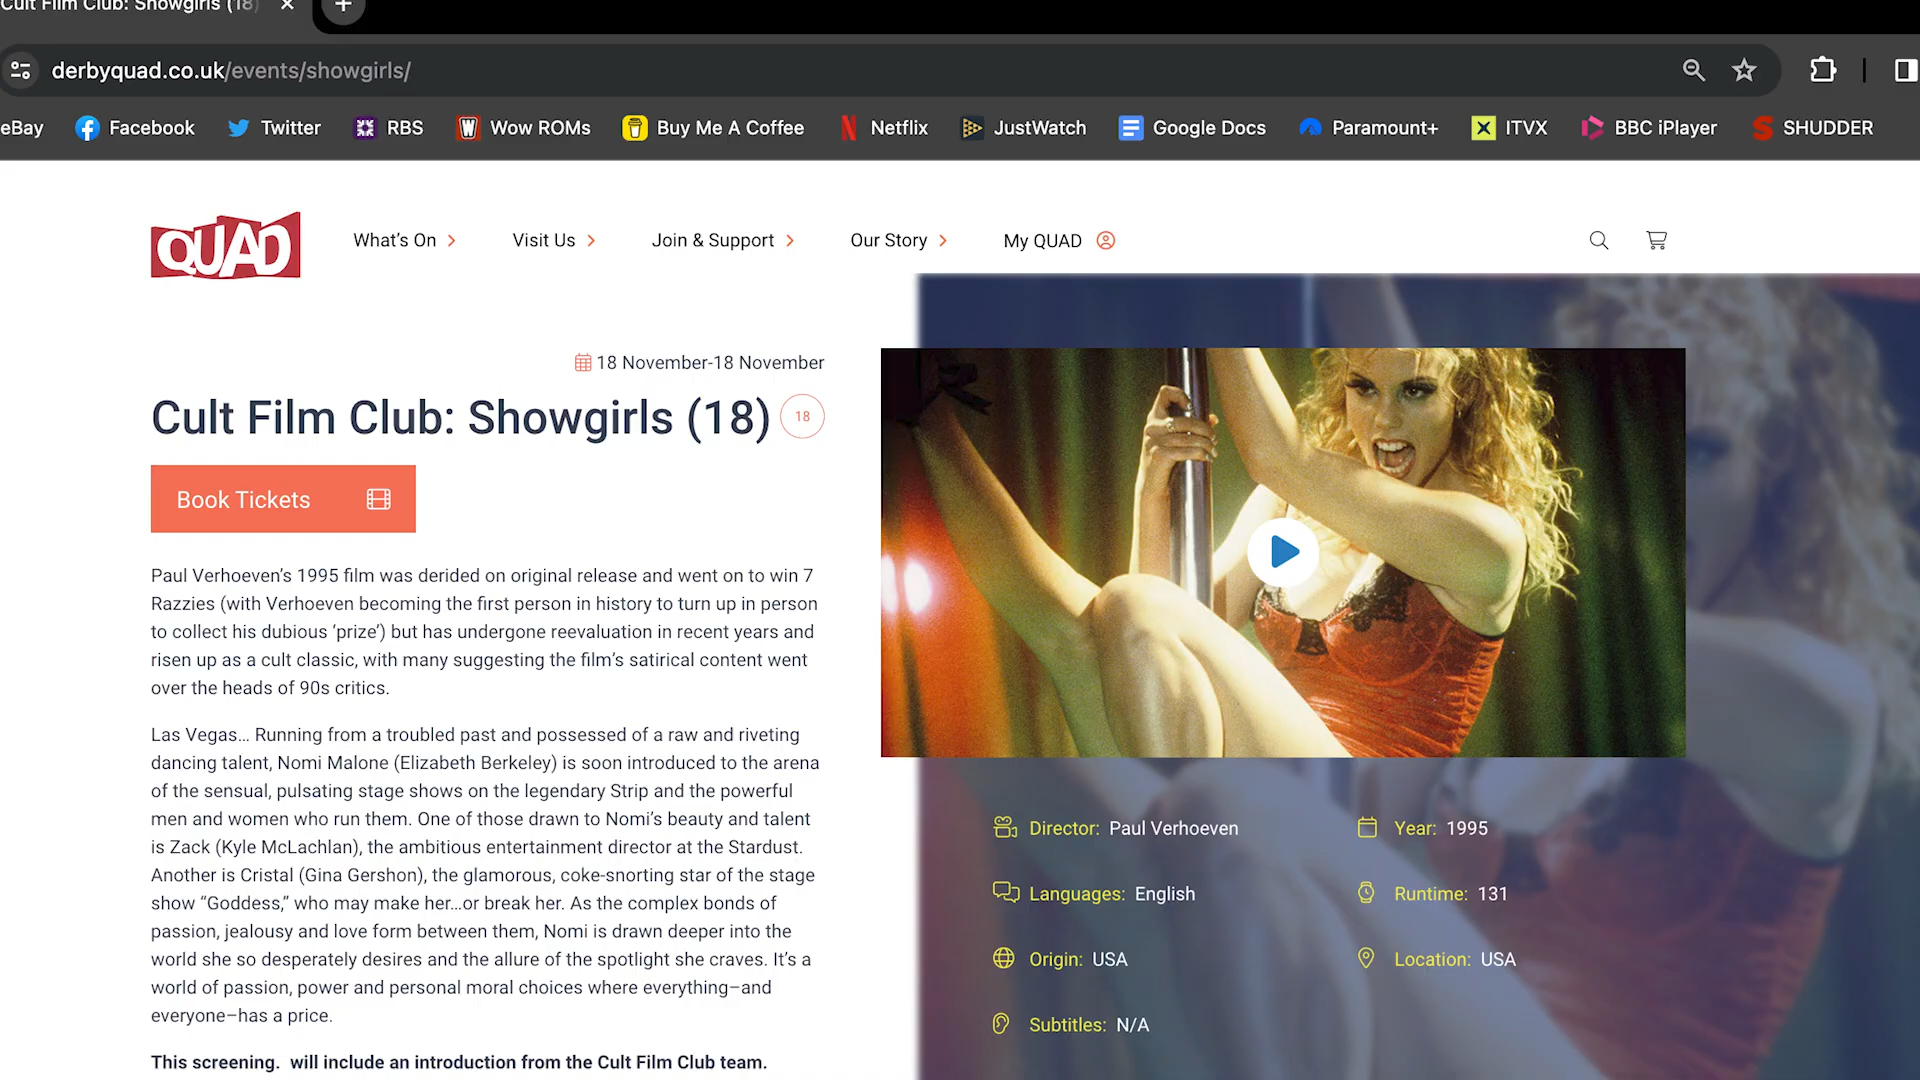 Cult Film Club: Showgirls (18)
derbyquad.co.uk/events/showgirls/
eBay Facebook Twitter RBS Wow ROMs Buy Me A Coffee Netflix JustWatch Google Docs Paramount+ ITVX BBC iPlayer SHUDDER
QUAD What's On Visit Us Join & Support Our Story My QUAD
18 November-18 November
Cult Film Club: Showgirls (18) 18
Book Tickets
Paul Verhoeven's 1995 film was derided on original release and went on to win 7
Razzies (with Verhoeven becoming the first person in history to turn up in person
to collect his dubious 'prize') but has undergone reevaluation in recent years and
risen up as a cult classic, with many suggesting the film's satirical content went
over the heads of 90s critics.
Las Vegas... Running from a troubled past and possessed of a raw and riveting
dancing talent, Nomi Malone (Elizabeth Berkeley) is soon introduced to the arena
of the sensual, pulsating stage shows on the legendary Strip and the powerful
men and women who run them. One of those drawn to Nomi's beauty and talent
is Zack (Kyle McLachlan), the ambitious entertainment director at the Stardust.
Another is Cristal (Gina Gershon), the glamorous, coke-snorting star of the stage
show “Goddess,” who may make her…or break her. As the complex bonds of
passion, jealousy and love form between them, Nomi is drawn deeper into the
world she so desperately desires and the allure of the spotlight she craves. It's a
world of passion, power and personal moral choices where everything–and
everyone–has a price.
This screening.  will include an introduction from the Cult Film Club team.
Director: Paul Verhoeven
Year: 1995
Languages: English
Runtime: 131
Origin: USA
Location: USA
Subtitles: N/A